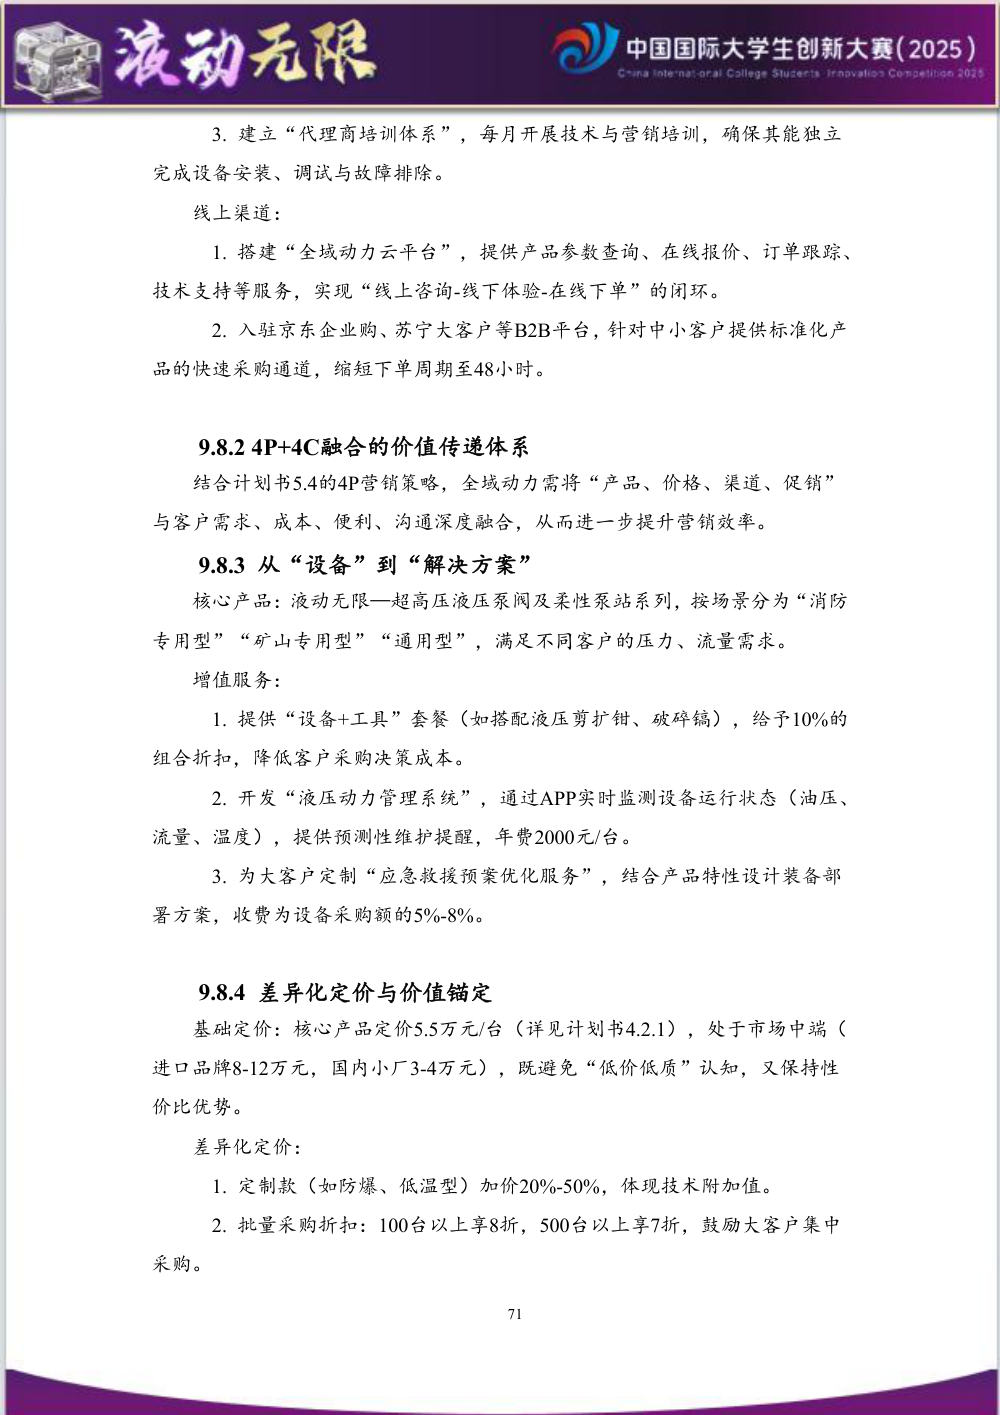 液动无限
中国国际大学生创新大赛(2025)
China International College Students' Innovation Competition 2025
3. 建立“代理商培训体系”，每月开展技术与营销培训，确保其能独立
完成设备安装、调试与故障排除。
线上渠道：
1. 搭建“全域动力云平台”，提供产品参数查询、在线报价、订单跟踪、
技术支持等服务，实现“线上咨询-线下体验-在线下单”的闭环。
2. 入驻京东企业购、苏宁大客户等B2B平台，针对中小客户提供标准化产
品的快速采购通道，缩短下单周期至48小时。
9.8.2 4P+4C融合的价值传递体系
结合计划书5.4的4P营销策略，全域动力需将“产品、价格、渠道、促销”
与客户需求、成本、便利、沟通深度融合，从而进一步提升营销效率。
9.8.3 从“设备”到“解决方案”
核心产品：液动无限—超高压液压泵阀及柔性泵站系列，按场景分为“消防
专用型”“矿山专用型”“通用型”，满足不同客户的压力、流量需求。
增值服务：
1. 提供“设备+工具”套餐（如搭配液压剪扩钳、破碎镐），给予10%的
组合折扣，降低客户采购决策成本。
2. 开发“液压动力管理系统”，通过APP实时监测设备运行状态（油压、
流量、温度），提供预测性维护提醒，年费2000元/台。
3. 为大客户定制“应急救援预案优化服务”，结合产品特性设计装备部
署方案，收费为设备采购额的5%-8%。
9.8.4 差异化定价与价值锚定
基础定价：核心产品定价5.5万元/台（详见计划书4.2.1），处于市场中端（
进口品牌8-12万元，国内小厂3-4万元），既避免“低价低质”认知，又保持性
价比优势。
差异化定价：
1. 定制款（如防爆、低温型）加价20%-50%，体现技术附加值。
2. 批量采购折扣：100台以上享8折，500台以上享7折，鼓励大客户集中
采购。
71